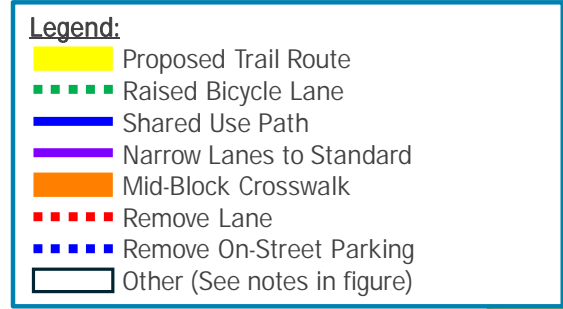 Legend:
Proposed Trail Route
Raised Bicycle Lane
Shared Use Path
Narrow Lanes to Standard
Mid-Block Crosswalk
Remove Lane
Remove On-Street Parking
Other (See notes in figure)